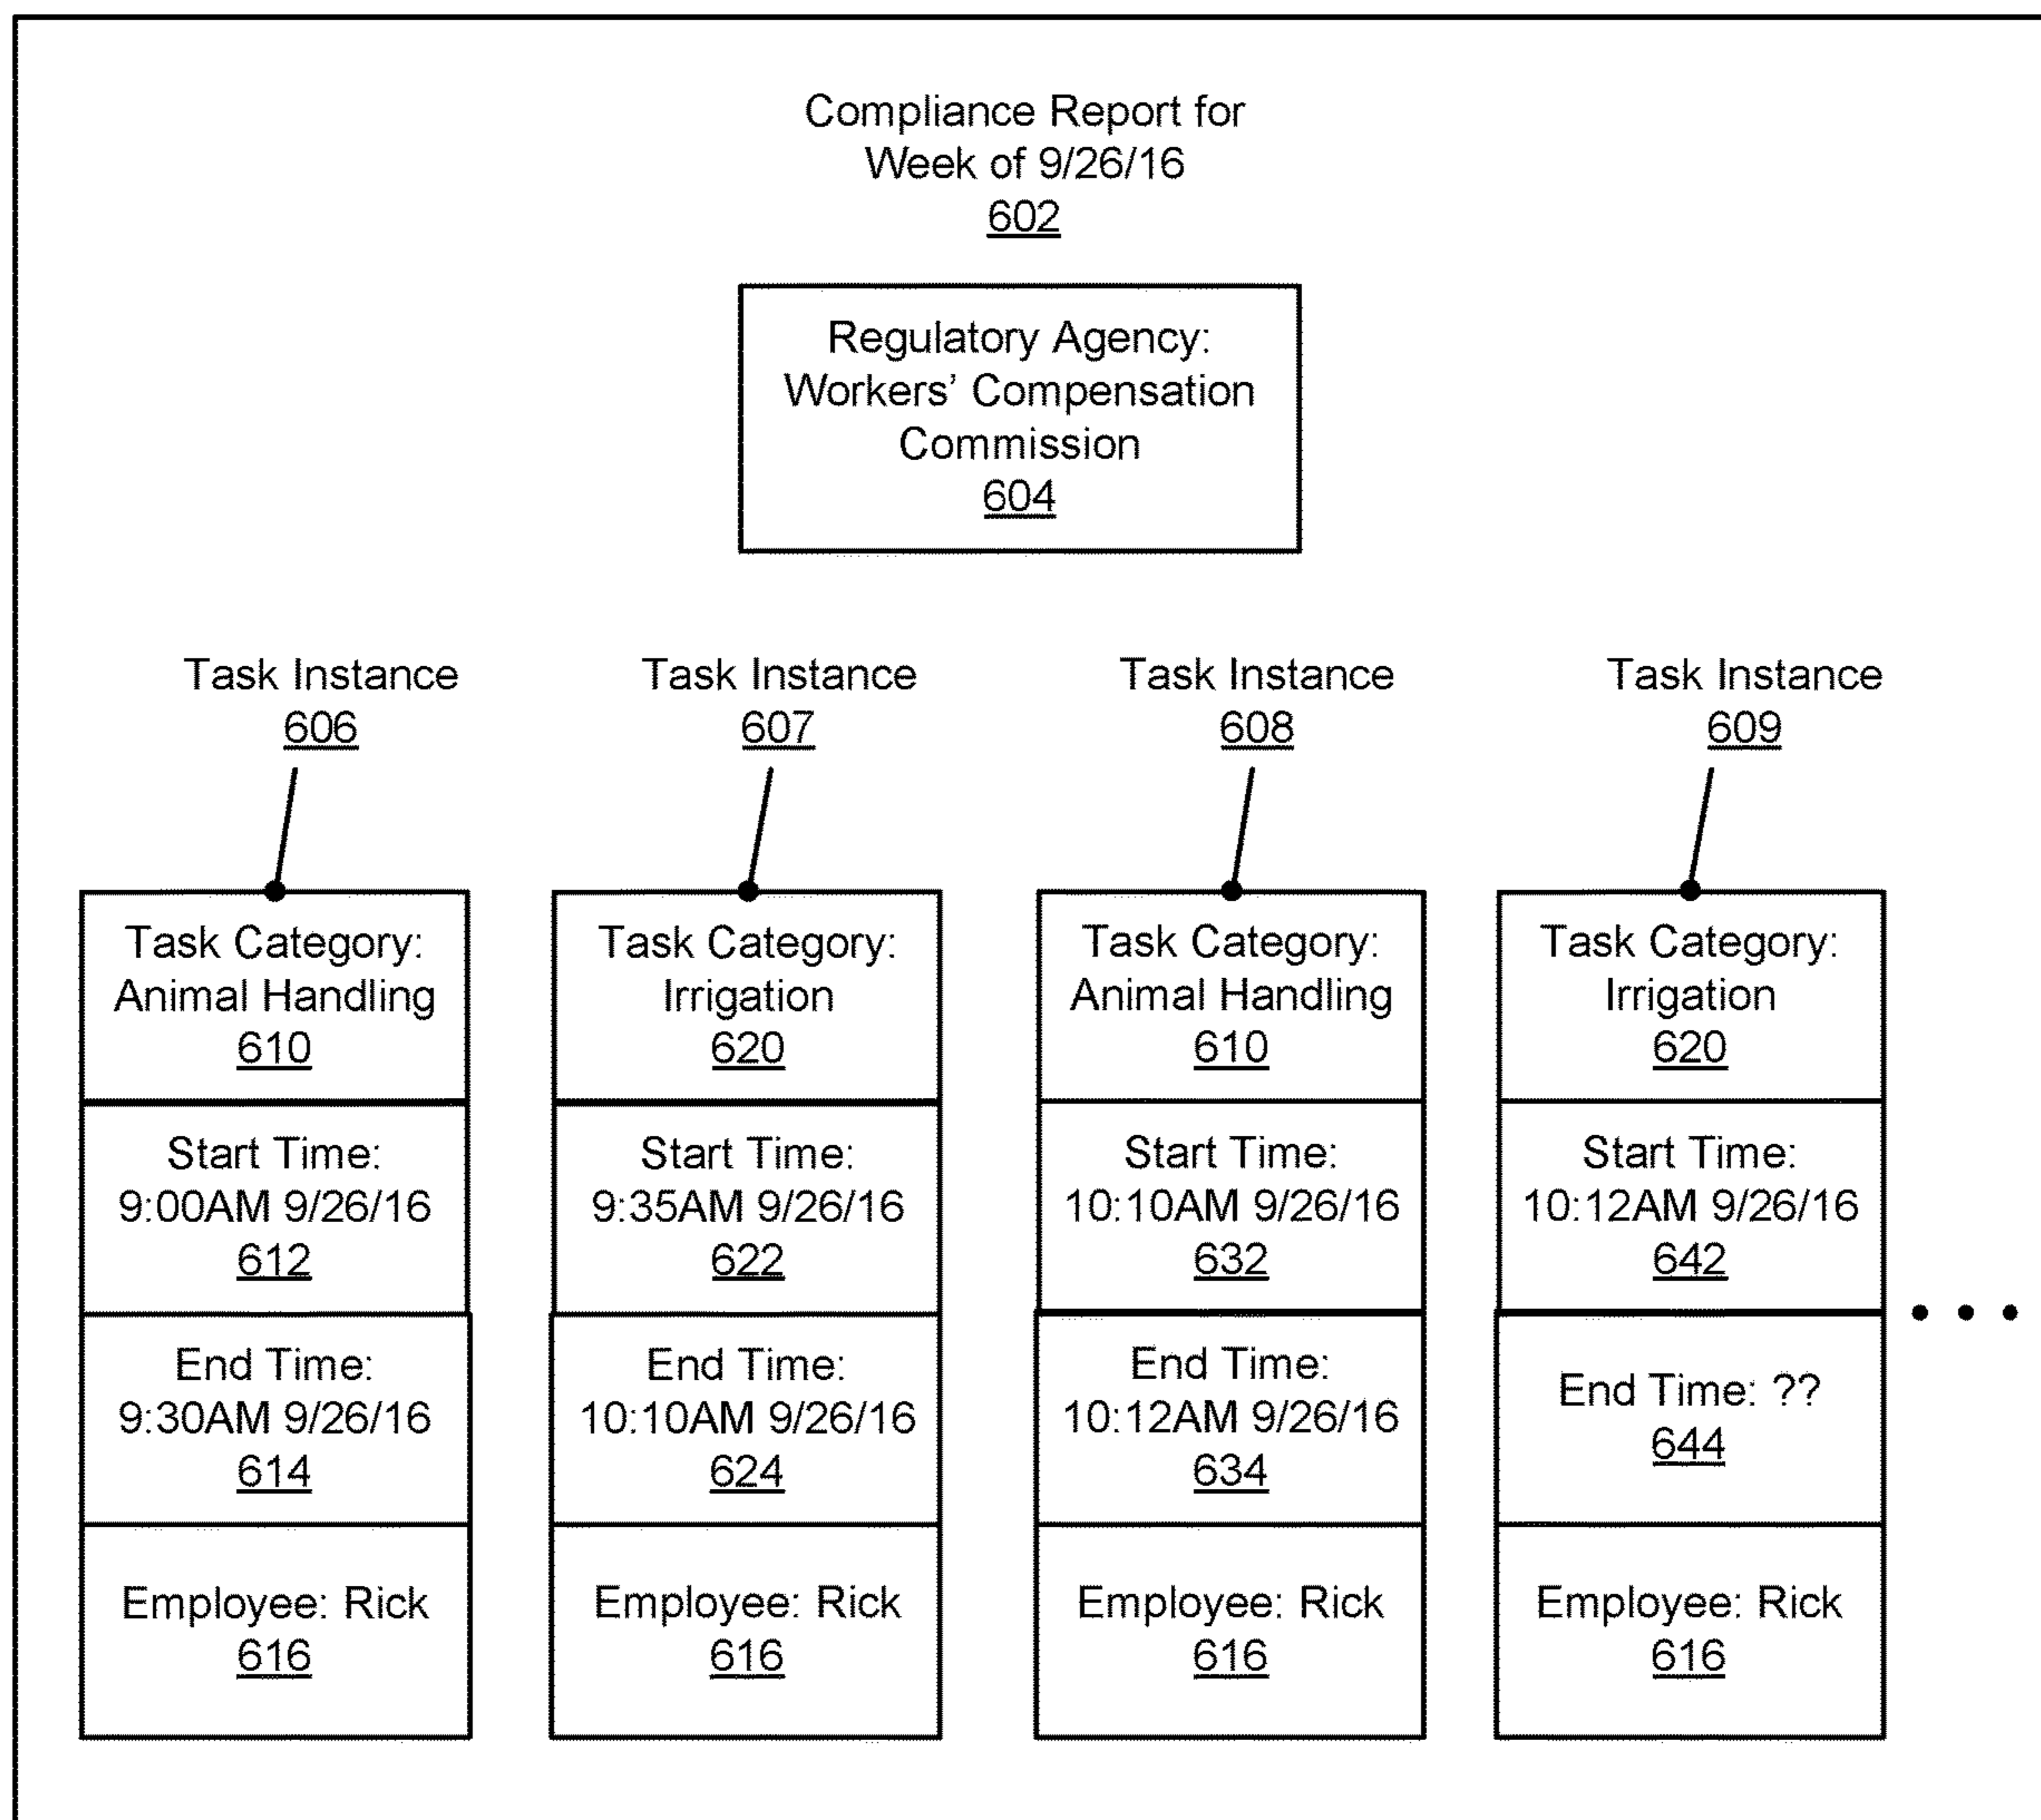 Compliance Report for
Week of 9/26/16
602
Regulatory Agency:
Workers' Compensation
Commission
604
Task Instance
606
Task Instance
607
Task Instance
608
Task Instance
609
Task Category:
Animal Handling
610
Start Time:
9:00AM 9/26/16
612
End Time:
9:30AM 9/26/16
614
Employee: Rick
616
Task Category:
Irrigation
620
Start Time:
9:35AM 9/26/16
622
End Time:
10:10AM 9/26/16
624
Employee: Rick
616
Task Category:
Animal Handling
610
Start Time:
10:10AM 9/26/16
632
End Time:
10:12AM 9/26/16
634
Employee: Rick
616
Task Category:
Irrigation
620
Start Time:
10:12AM 9/26/16
642
End Time: ??
644
Employee: Rick
616
• • •